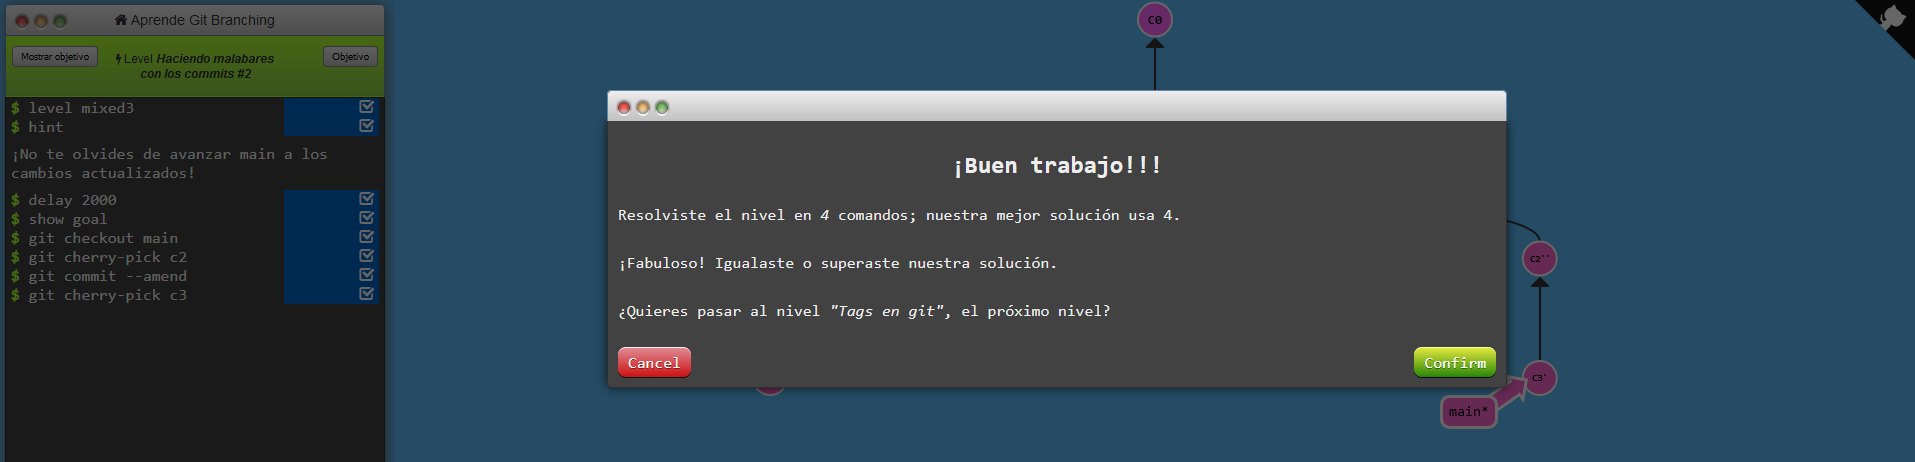 Aprende Git Branching
Mostrar objetivo
Level Haciendo malabares
con los commits #2
Objetivo
$ level mixed3
$ hint
¡No te olvides de avanzar main a los
cambios actualizados!
$ delay 2000
$ show goal
$ git checkout main
$ git cherry-pick c2
$ git commit --amend
$ git cherry-pick c3
C0
¡Buen trabajo!!!
Resolviste el nivel en 4 comandos; nuestra mejor solución usa 4.
¡Fabuloso! Igualaste o superaste nuestra solución.
¿Quieres pasar al nivel "Tags en git", el próximo nivel?
Cancel
Confirm
C2''
C3'
main*